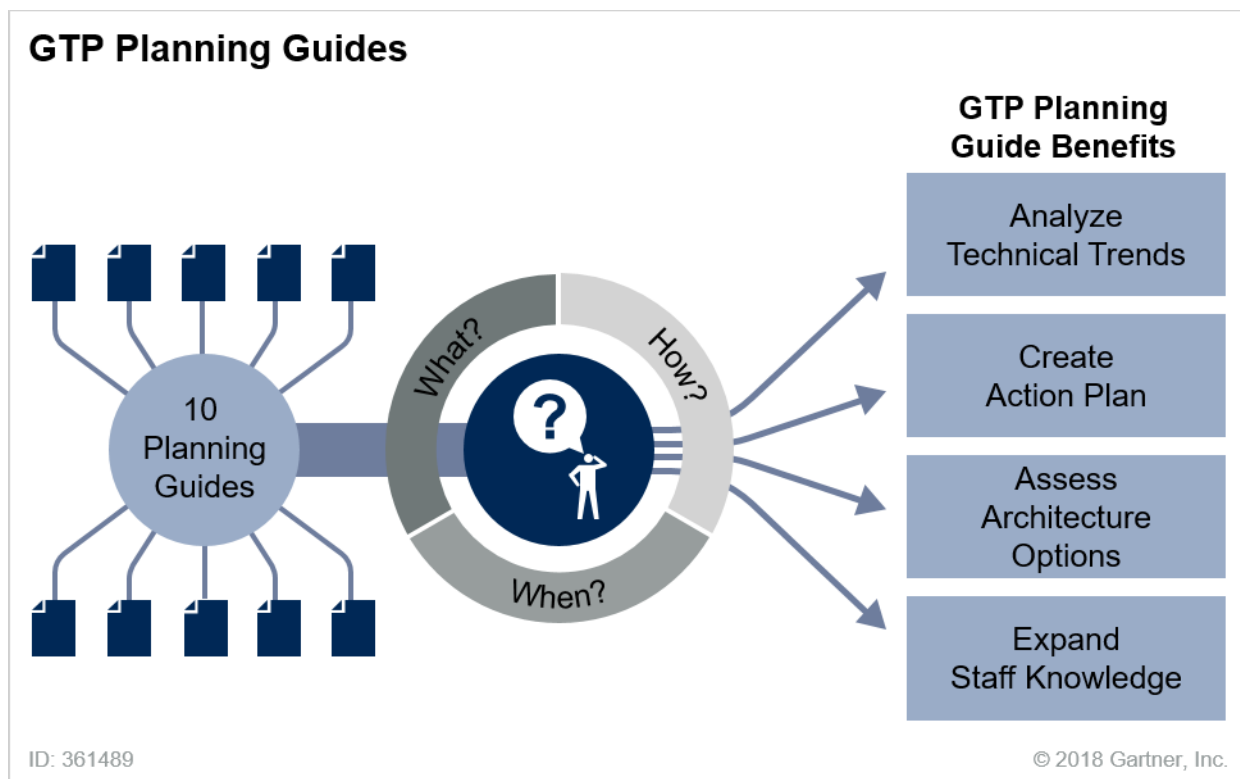 GTP Planning Guides
GTP Planning
Guide Benefits
10
Planning
Guides
What?
How?
When?
?
Analyze
Technical Trends
Create
Action Plan
Assess
Architecture
Options
Expand
Staff Knowledge
ID: 361489
© 2018 Gartner, Inc.